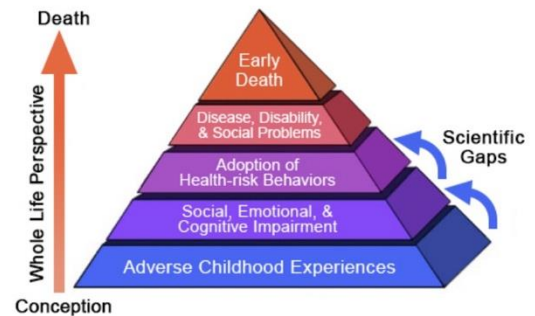 Death
Whole Life Perspective
Conception
Early
Death
Disease, Disability,
& Social Problems
Adoption of
Health-risk Behaviors
Social, Emotional, &
Cognitive Impairment
Adverse Childhood Experiences
Scientific
Gaps